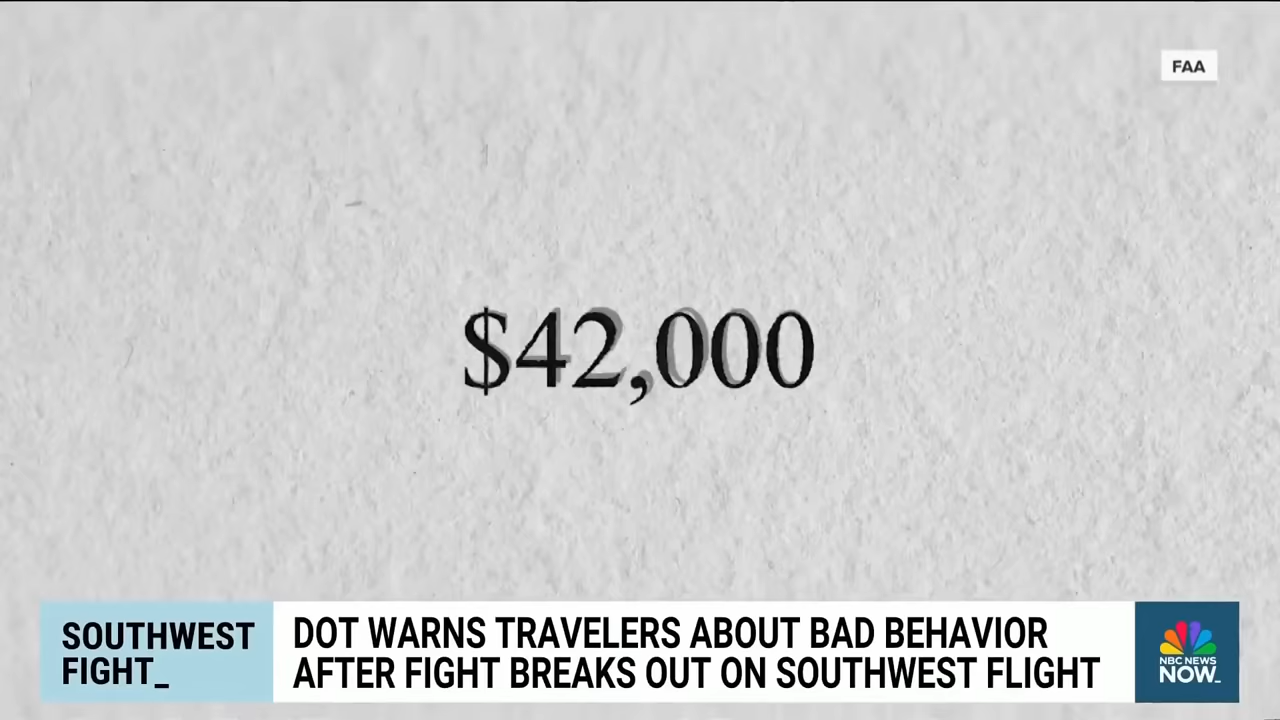 FAA
$42,000
SOUTHWEST
FIGHT_
DOT WARNS TRAVELERS ABOUT BAD BEHAVIOR
AFTER FIGHT BREAKS OUT ON SOUTHWEST FLIGHT
NBC NEWS
NOW_